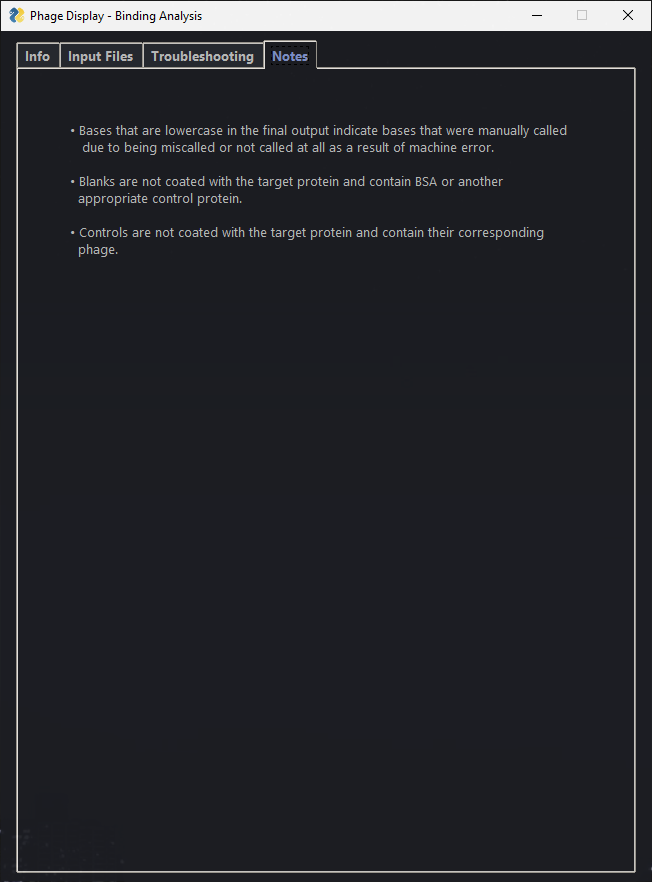 Phage Display - Binding Analysis
Info Input Files Troubleshooting Notes
• Bases that are lowercase in the final output indicate bases that were manually called
due to being miscalled or not called at all as a result of machine error.
• Blanks are not coated with the target protein and contain BSA or another
appropriate control protein.
• Controls are not coated with the target protein and contain their corresponding
phage.